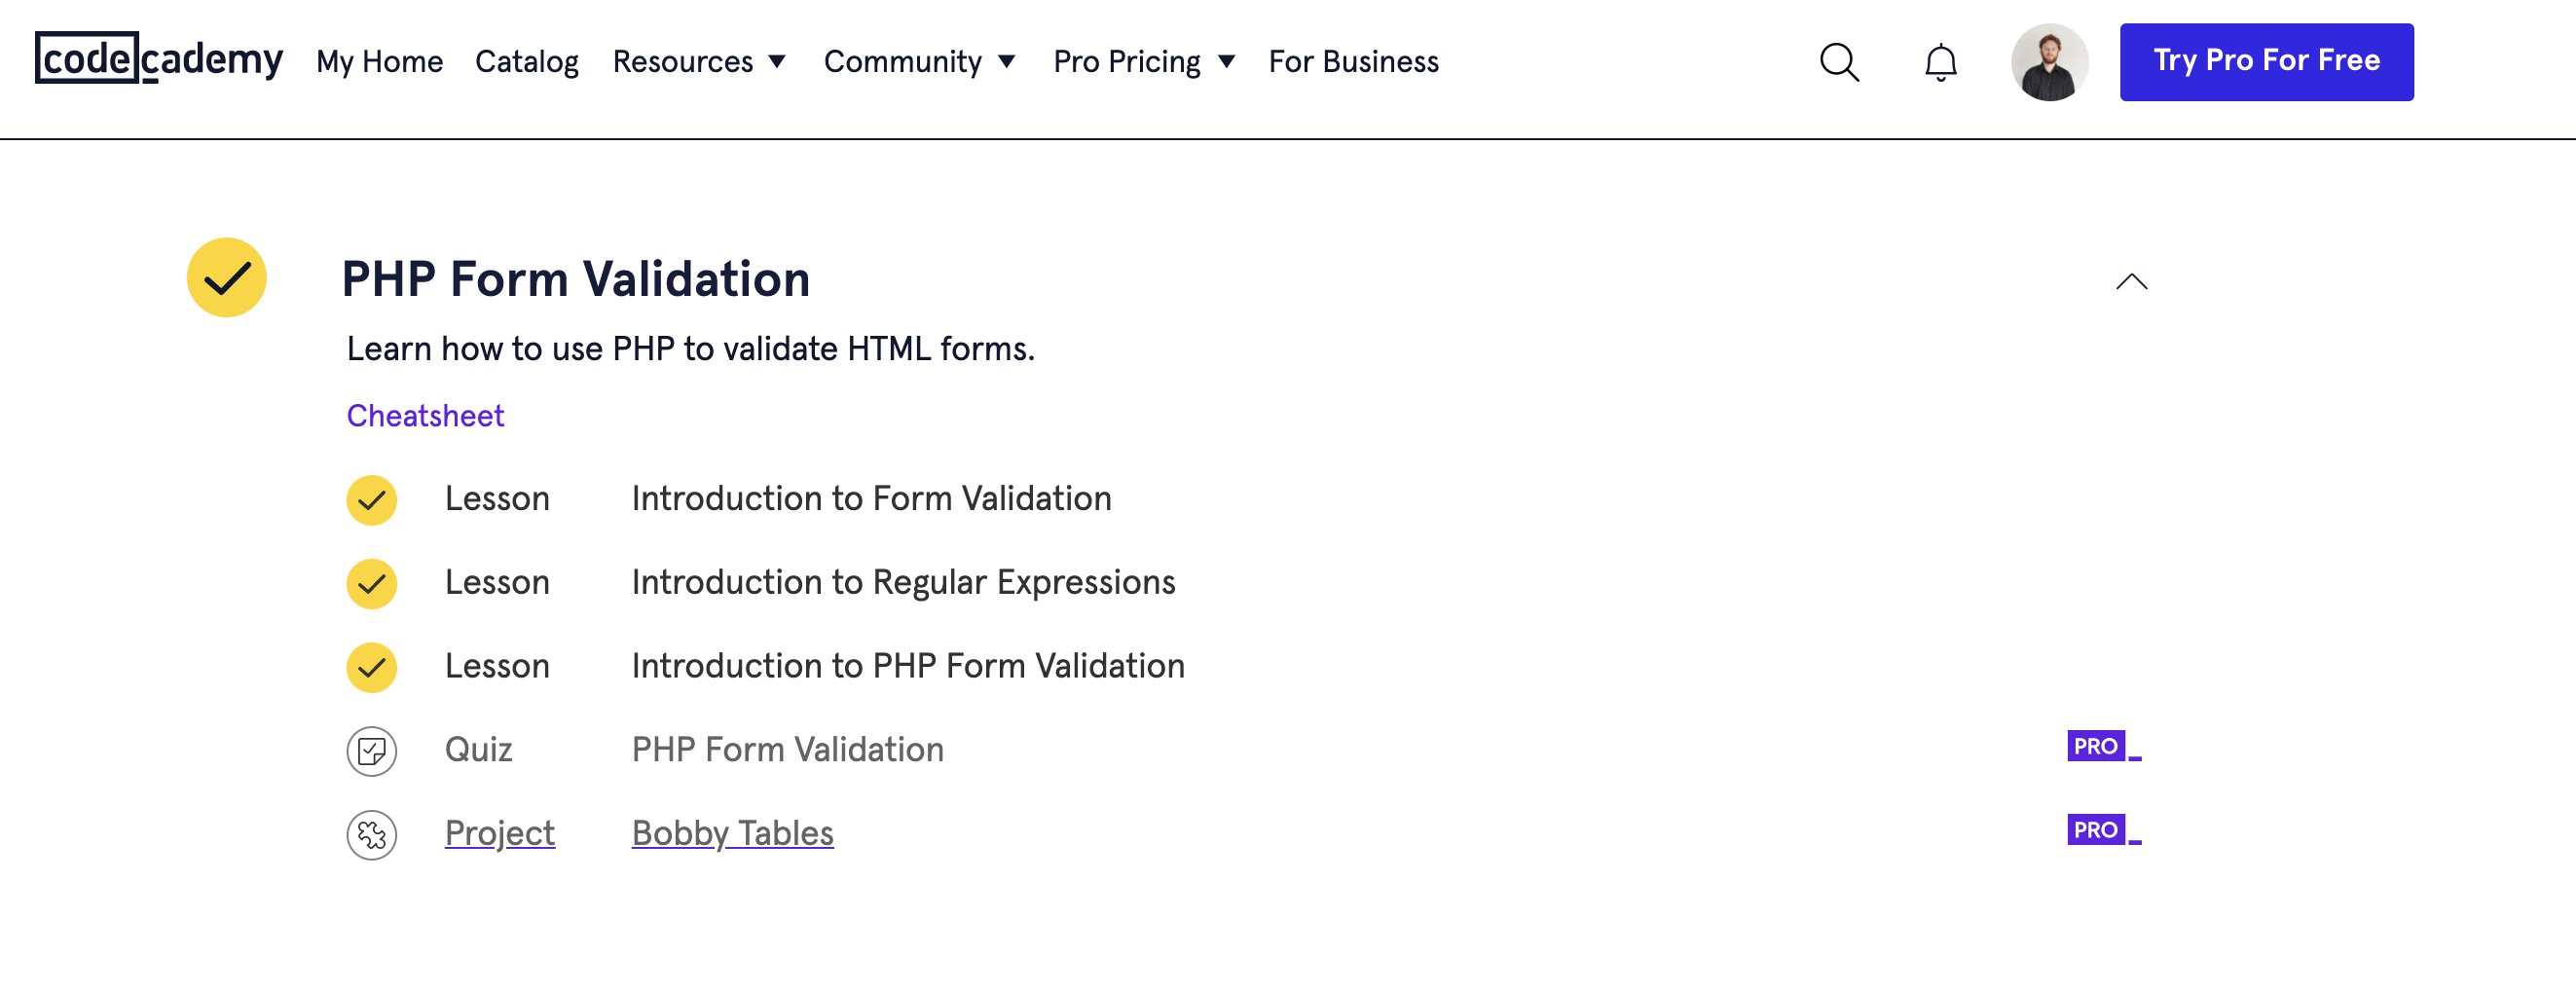 codecademy My Home Catalog Resources Community Pro Pricing For Business Try Pro For Free
PHP Form Validation
Learn how to use PHP to validate HTML forms.
Cheatsheet
Lesson Introduction to Form Validation
Lesson Introduction to Regular Expressions
Lesson Introduction to PHP Form Validation
Quiz PHP Form Validation PRO_
Project Bobby Tables PRO_